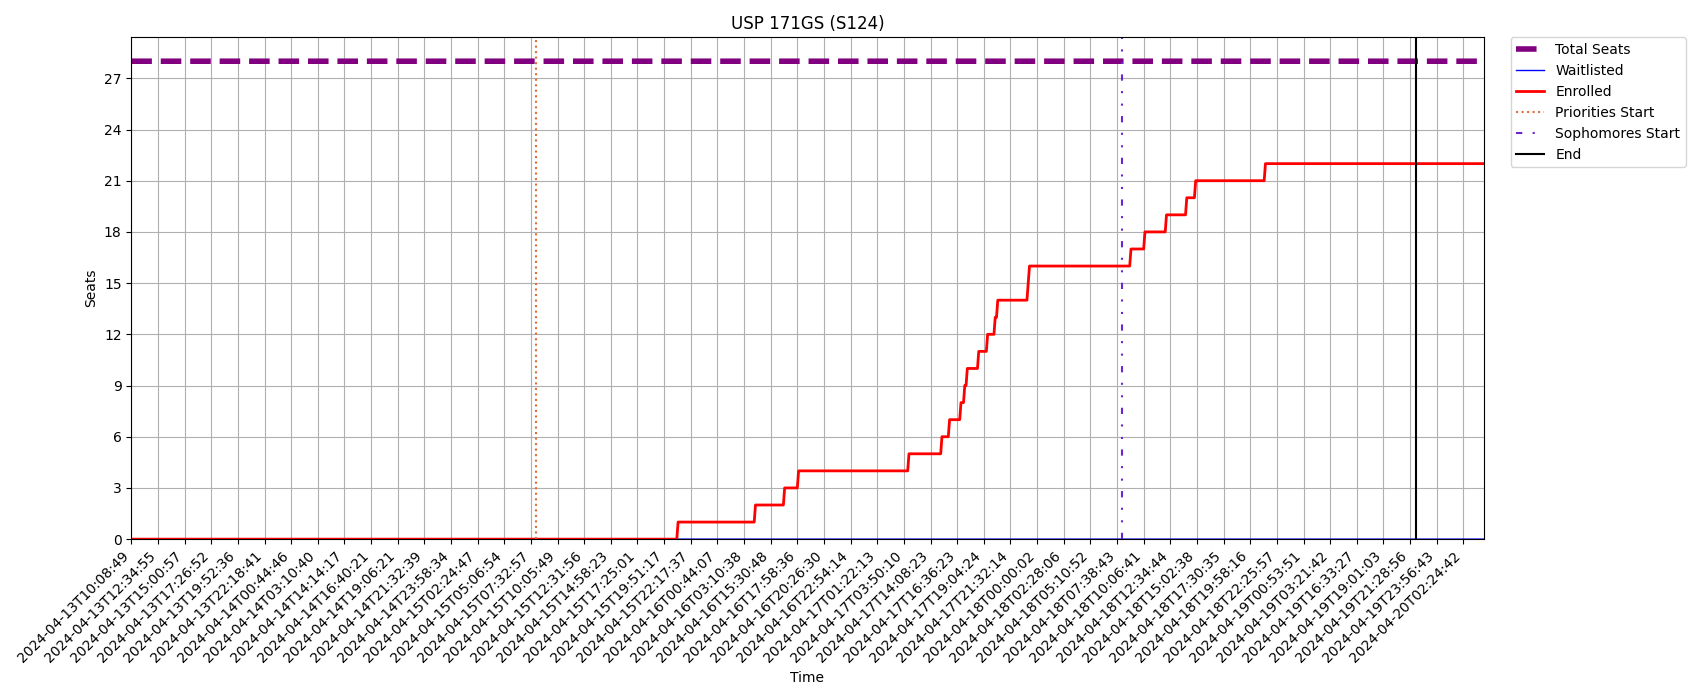 USP 171GS (S124)
Total Seats
Waitlisted
Enrolled
Priorities Start
Sophomores Start
End
Seats
27
24
21
18
15
12
9
6
3
0
2024-04-13T10:08:49
2024-04-13T12:34:55
2024-04-13T15:00:57
2024-04-13T17:26:52
2024-04-13T19:52:36
2024-04-13T22:18:41
2024-04-14T00:44:46
2024-04-14T03:10:40
2024-04-14T14:14:17
2024-04-14T16:40:21
2024-04-14T19:06:21
2024-04-14T21:32:39
2024-04-14T23:58:34
2024-04-15T02:24:47
2024-04-15T05:06:54
2024-04-15T07:32:57
2024-04-15T10:05:49
2024-04-15T12:31:56
2024-04-15T14:58:23
2024-04-15T17:25:01
2024-04-15T19:51:17
2024-04-15T22:17:37
2024-04-16T00:44:07
2024-04-16T03:10:38
2024-04-16T15:30:48
2024-04-16T17:58:36
2024-04-16T20:26:30
2024-04-16T22:54:14
2024-04-17T01:22:13
2024-04-17T03:50:10
2024-04-17T14:08:23
2024-04-17T16:36:23
2024-04-17T19:04:24
2024-04-17T21:32:14
2024-04-18T00:00:02
2024-04-18T02:28:06
2024-04-18T05:10:52
2024-04-18T07:38:43
2024-04-18T10:06:41
2024-04-18T12:34:44
2024-04-18T15:02:38
2024-04-18T17:30:35
2024-04-18T19:58:16
2024-04-18T22:25:57
2024-04-19T00:53:51
2024-04-19T03:21:42
2024-04-19T16:33:27
2024-04-19T19:01:03
2024-04-19T21:28:56
2024-04-19T23:56:43
2024-04-20T02:24:42
Time